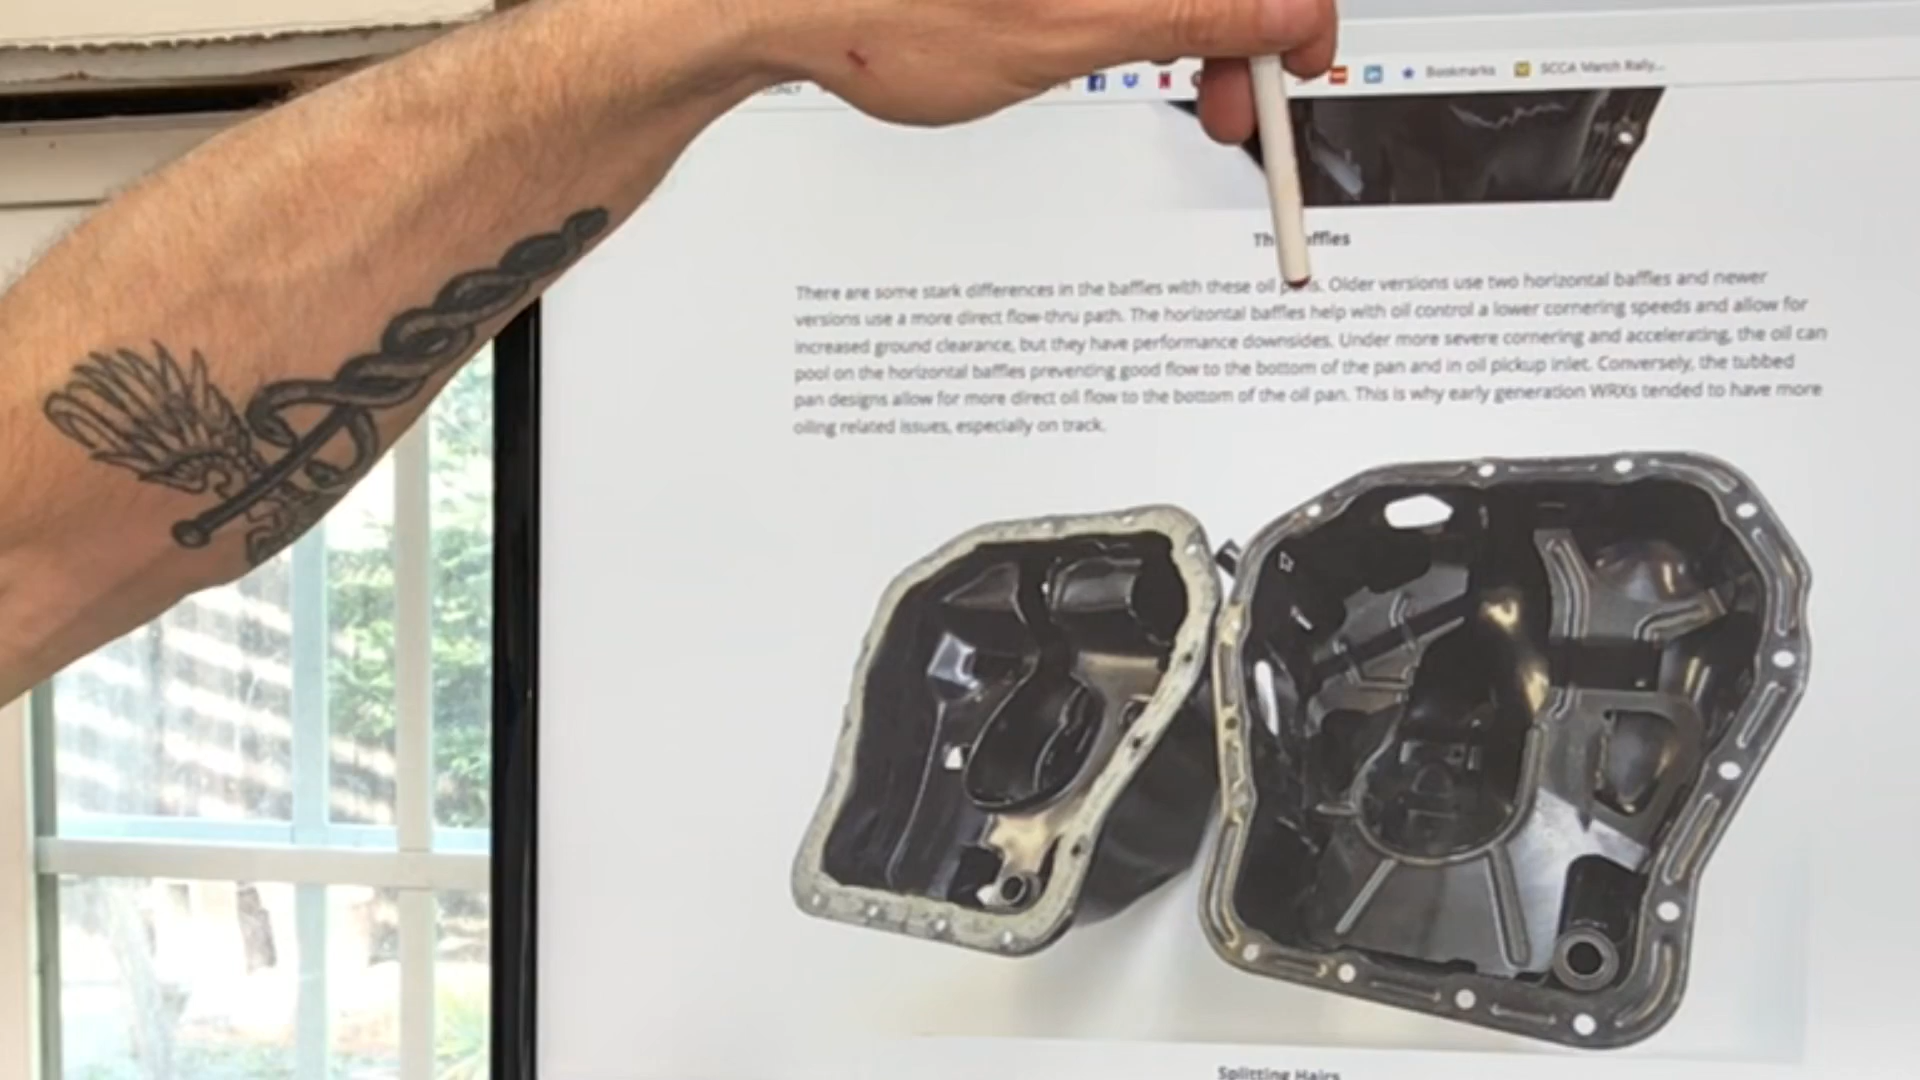 Bookmarks SCCA March Rally...
The Baffles
There are some stark differences in the baffles with these oil pans. Older versions use two horizontal baffles and newer
versions use a more direct flow-thru path. The horizontal baffles help with oil control a lower cornering speeds and allow for
increased ground clearance, but they have performance downsides. Under more severe cornering and accelerating, the oil can
pool on the horizontal baffles preventing good flow to the bottom of the pan and in oil pickup inlet. Conversely, the tubbed
pan designs allow for more direct oil flow to the bottom of the oil pan. This is why early generation WRXs tended to have more
oiling related issues, especially on track.
Splitting Hairs